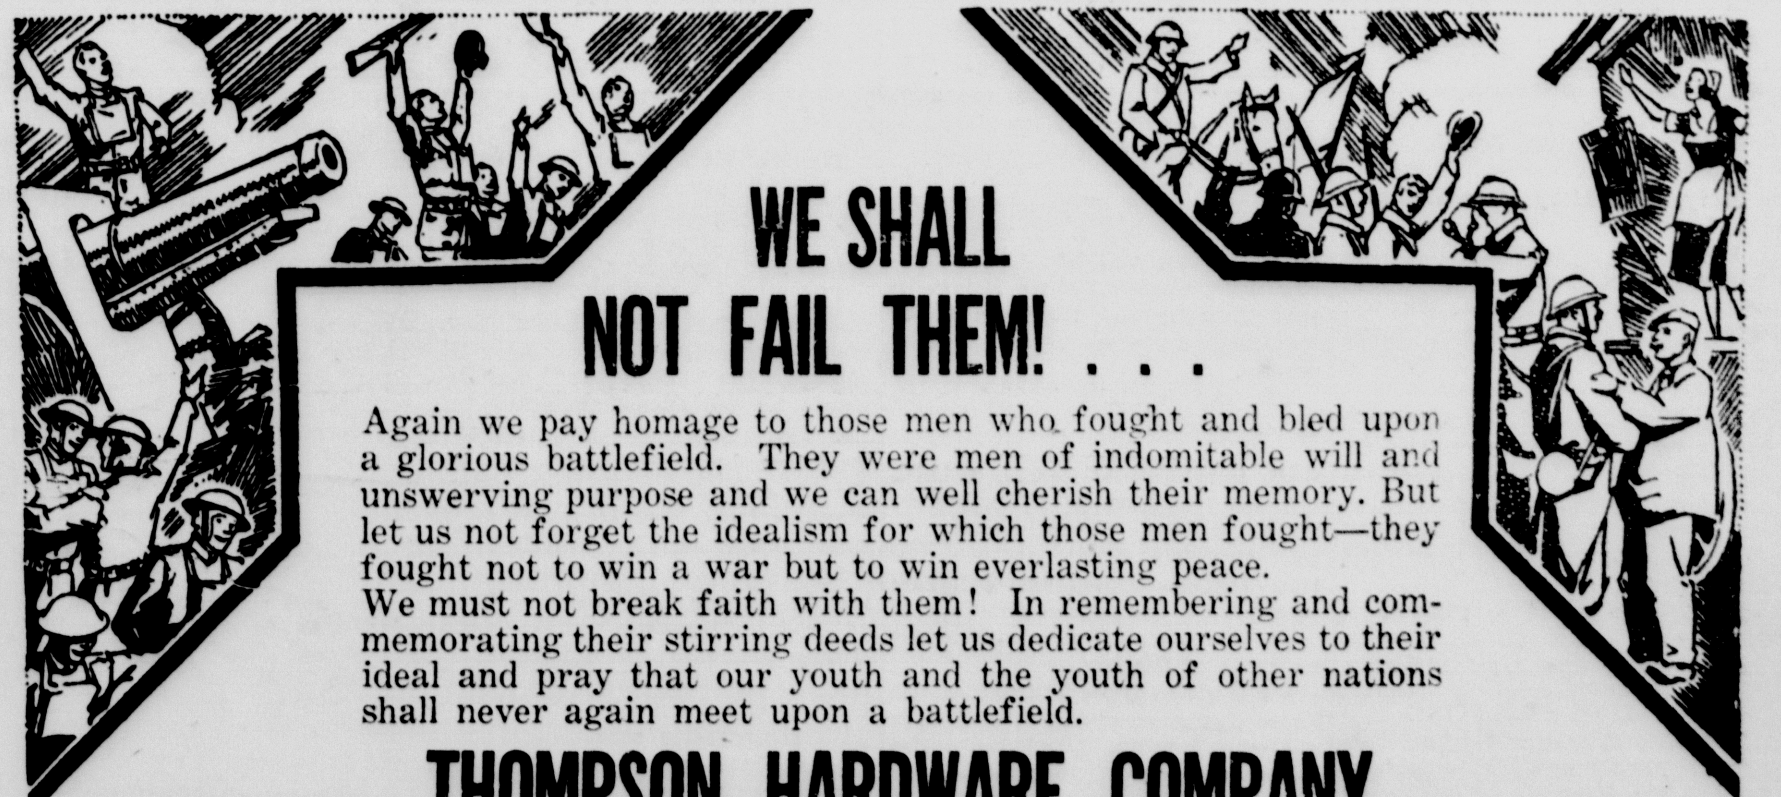 WE SHALL
NOT FAIL THEM! . . .
Again we pay homage to those men who fought and bled upon
a glorious battlefield. They were men of indomitable will and
unswerving purpose and we can well cherish their memory. But
let us not forget the idealism for which those men fought—they
fought not to win a war but to win everlasting peace.
We must not break faith with them! In remembering and com-
memorating their stirring deeds let us dedicate ourselves to their
ideal and pray that our youth and the youth of other nations
shall never again meet upon a battlefield.
THOMPSON HARDWARE COMPANY